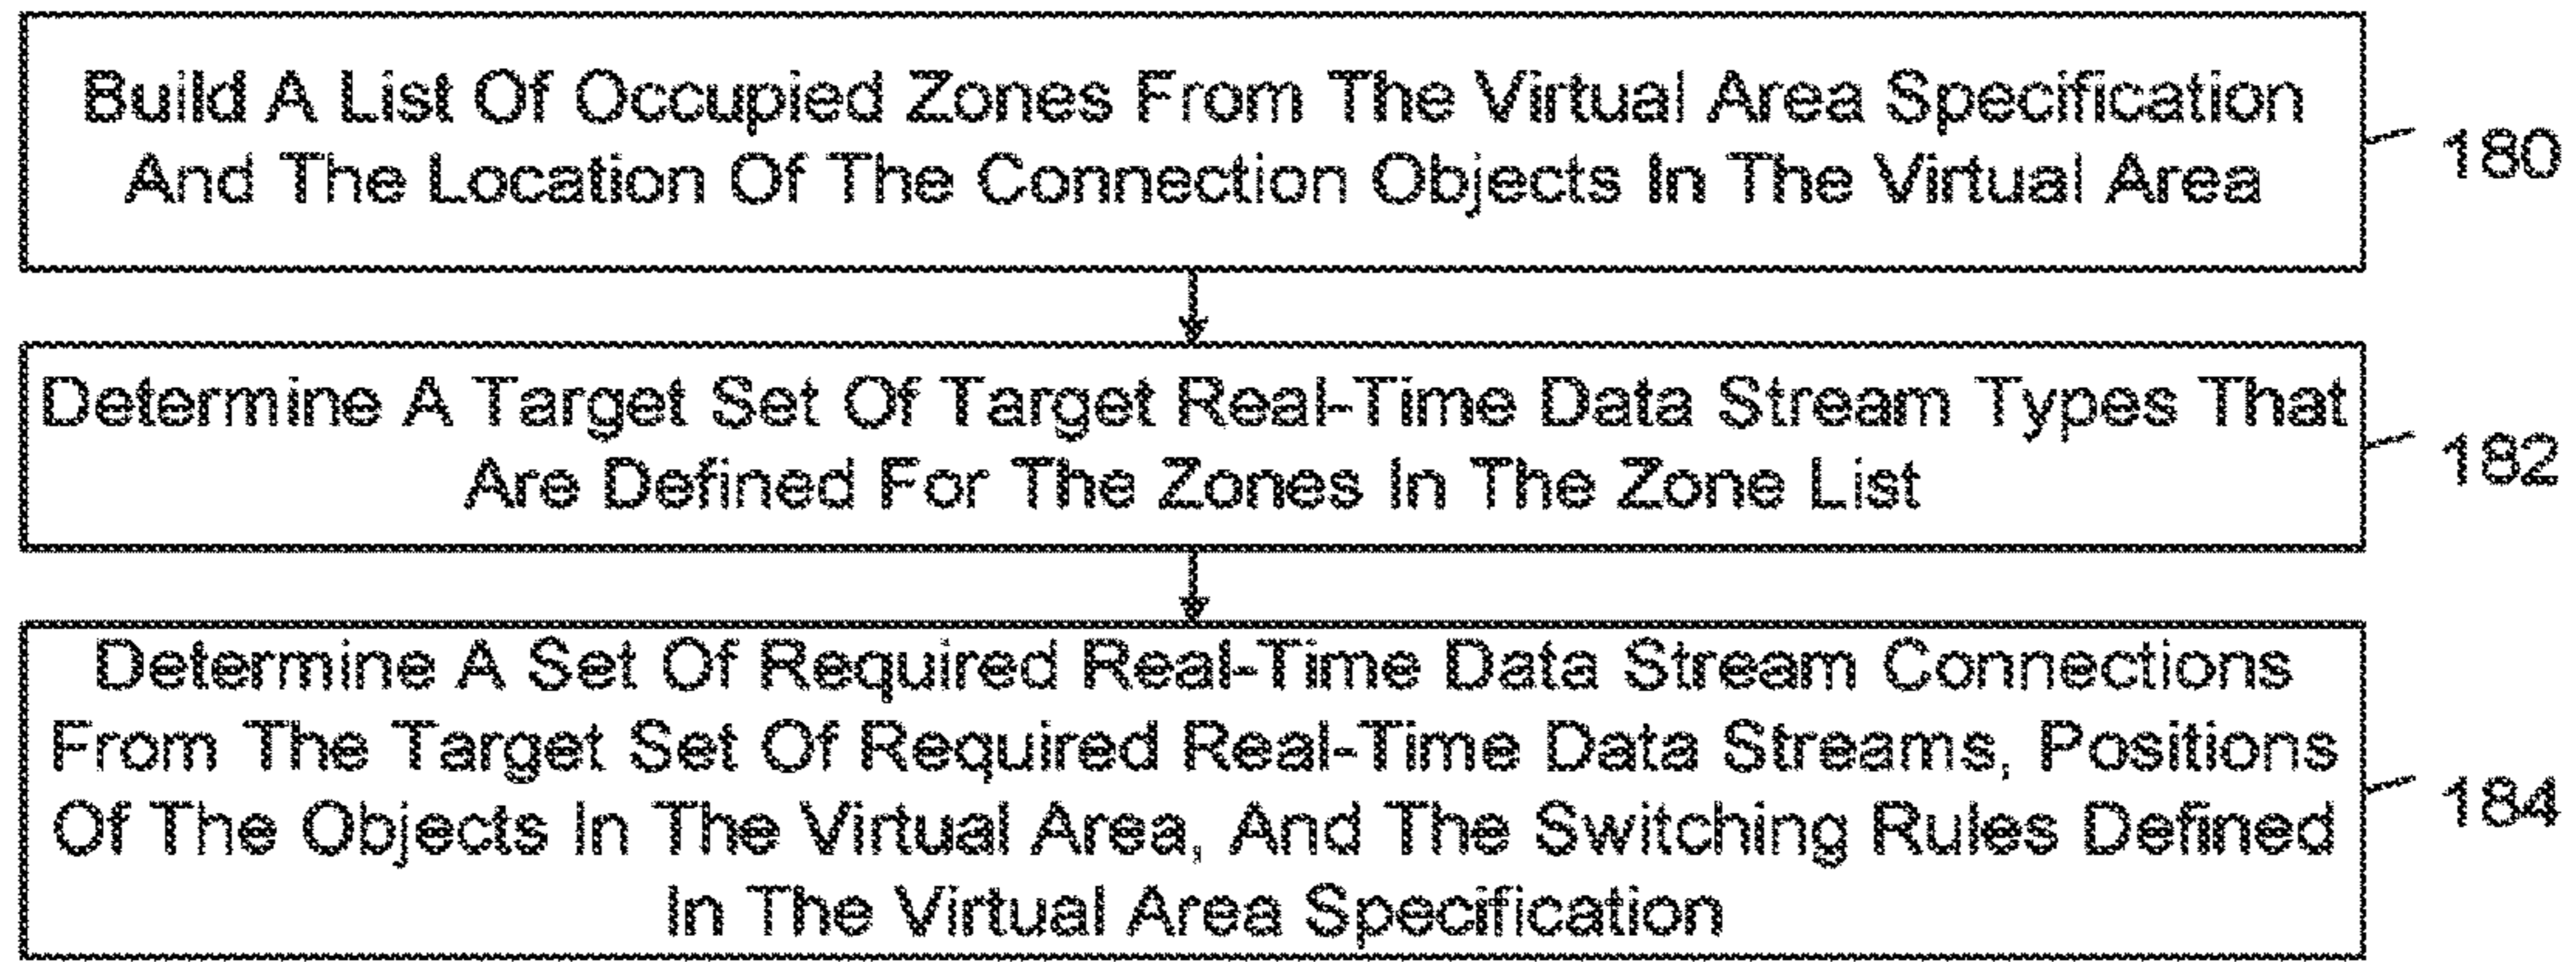 Build A List Of Occupied Zones From The Virtual Area Specification
And The Location Of The Connection Objects In The Virtual Area
180
Determine A Target Set Of Target Real-Time Data Stream Types That
Are Defined For The Zones In The Zone List
182
Determine A Set Of Required Real-Time Data Stream Connections
From The Target Set Of Required Real-Time Data Streams, Positions
Of The Objects In The Virtual Area, And The Switching Rules Defined
In The Virtual Area Specification
184